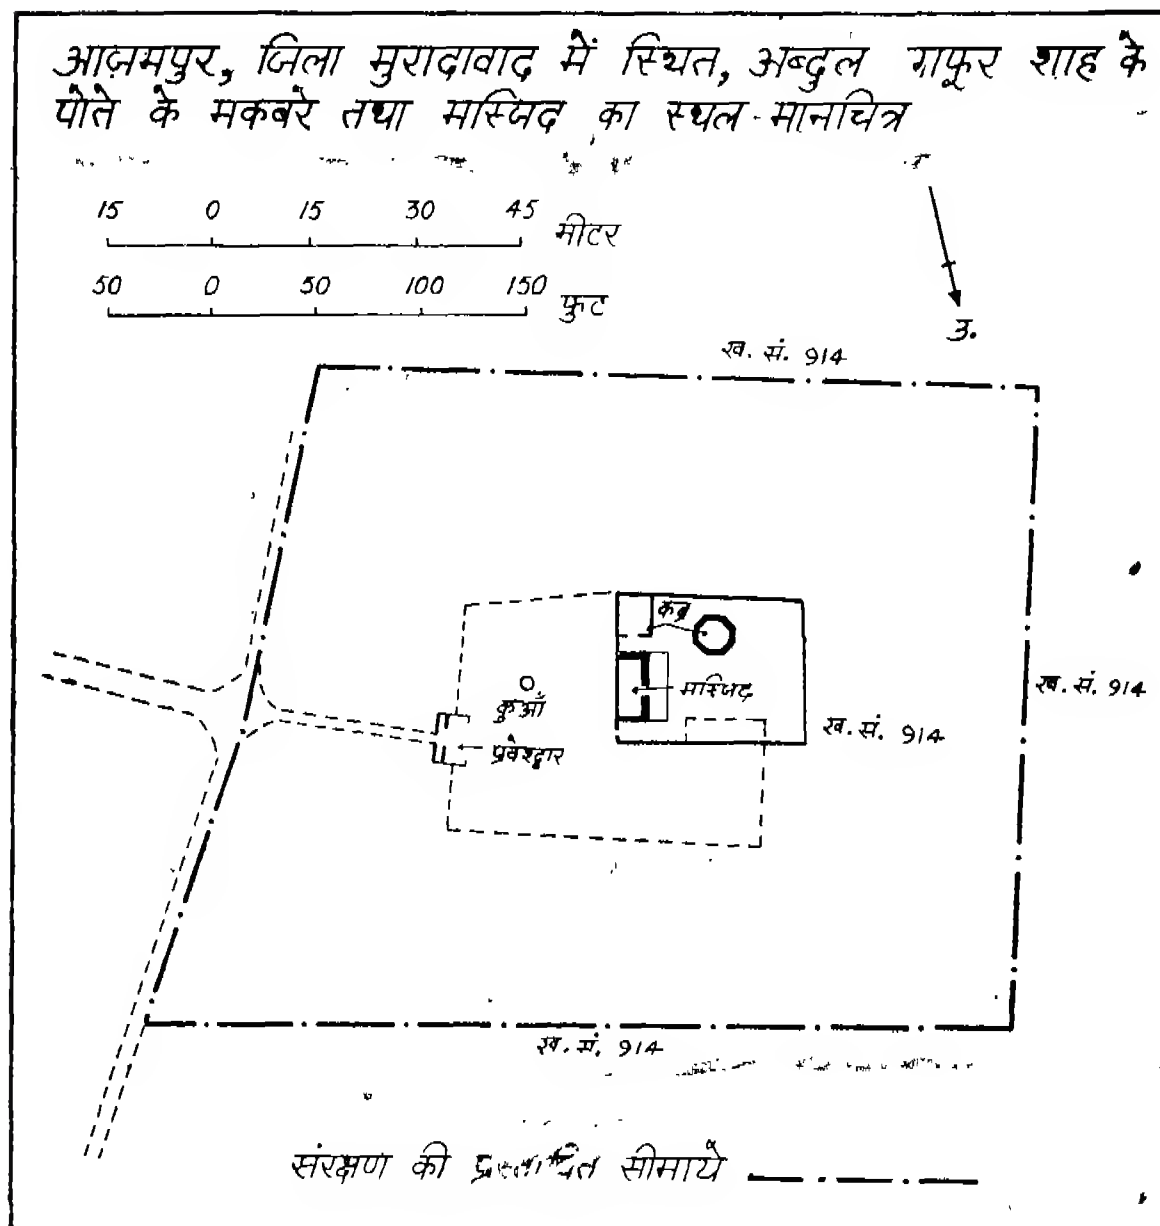 आज़मपुर, जिला मुरादावाद में स्थित, अब्दुल गफूर शाह के
पोते के मकबरे तथा मस्जिद का स्थल-मानचित्र
15 0 15 30 45 मीटर
50 0 50 100 150 फुट
उ.
ख. सं. 914
कब्र
ख. सं. 914
मस्जिद
कुआँ
ख. सं. 914
प्रवेशद्वार
ख. सं. 914
संरक्षण की प्रस्तावित सीमाये